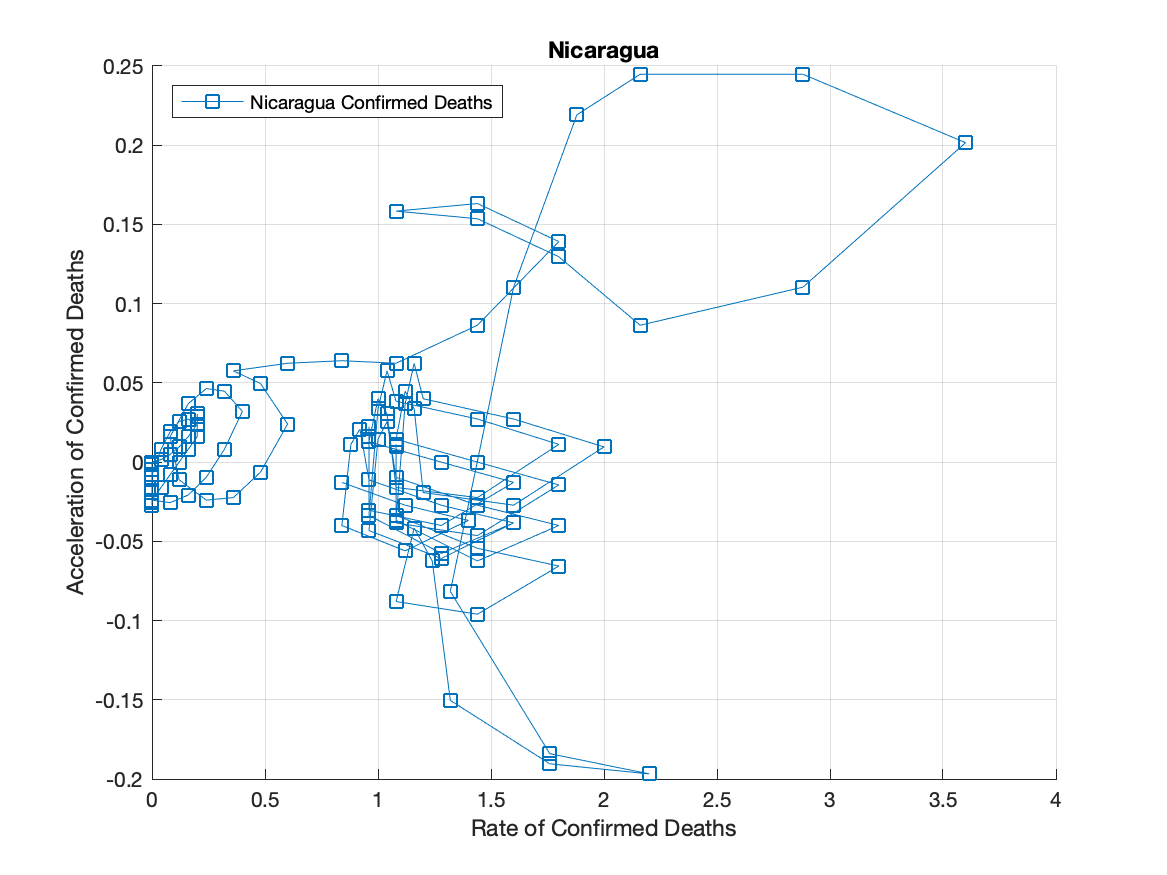 Nicaragua
Nicaragua Confirmed Deaths
Acceleration of Confirmed Deaths
0.25
0.2
0.15
0.1
0.05
0
-0.05
-0.1
-0.15
-0.2
0 0.5 1 1.5 2 2.5 3 3.5 4
Rate of Confirmed Deaths